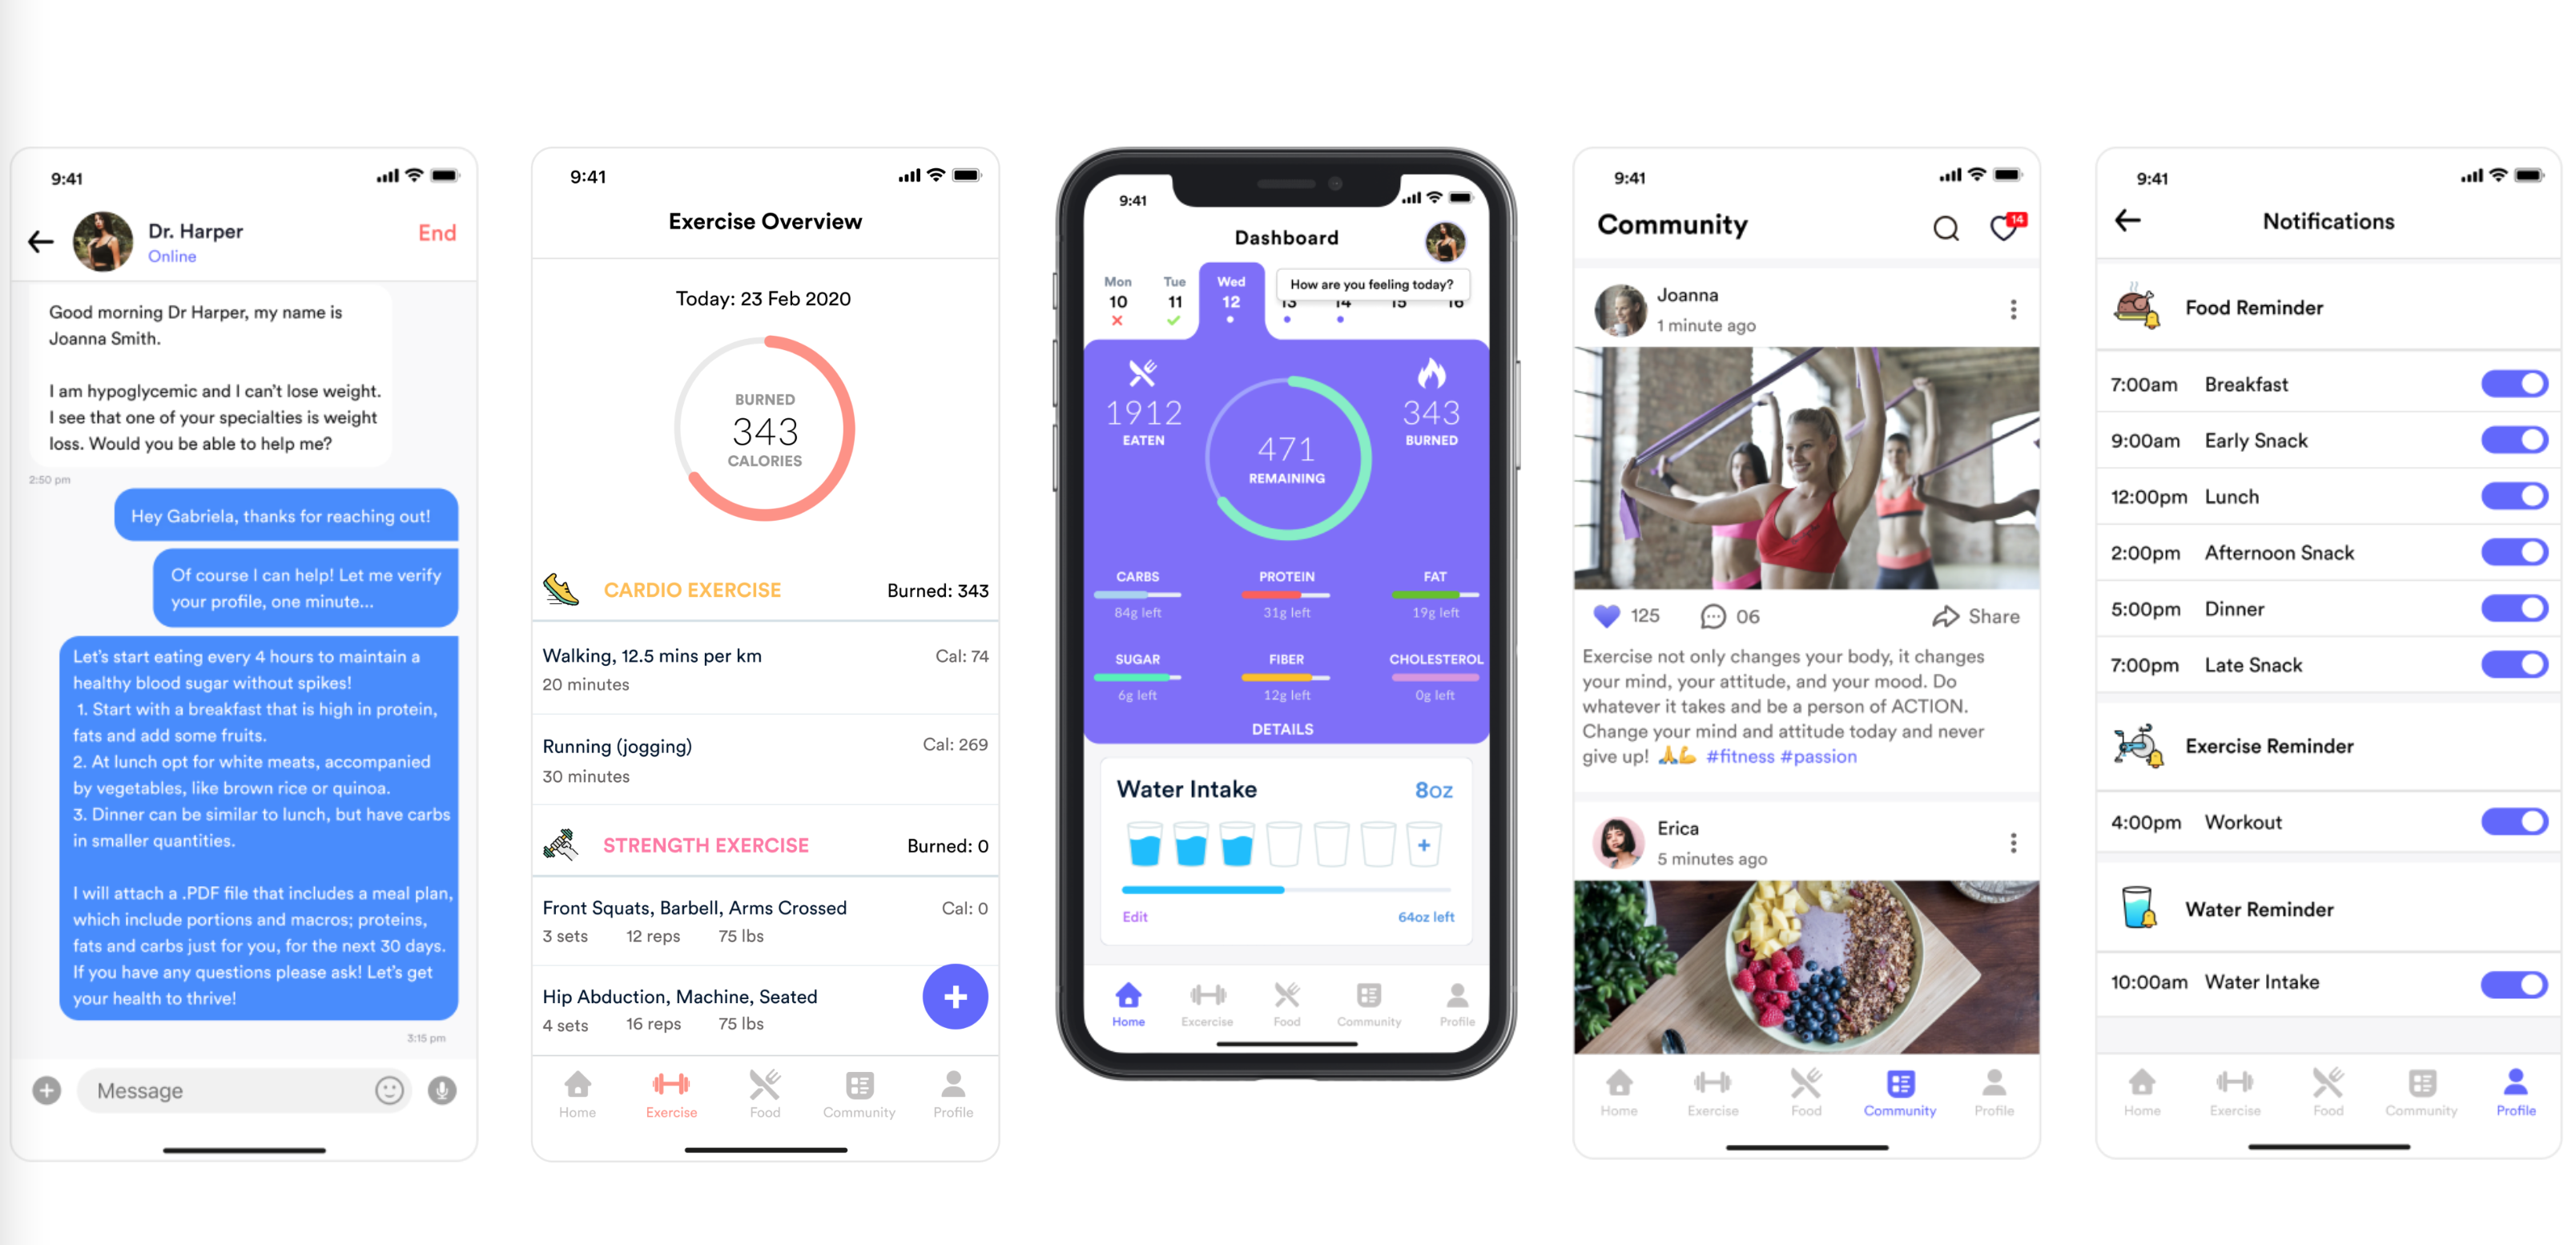 9:41
Dr. Harper
Online
End
Good morning Dr Harper, my name is
Joanna Smith.
I am hypoglycemic and I can't lose weight.
I see that one of your specialties is weight
loss. Would you be able to help me?
2:50 pm
Hey Gabriela, thanks for reaching out!
Of course I can help! Let me verify
your profile, one minute...
Let's start eating every 4 hours to maintain a
healthy blood sugar without spikes!
1. Start with a breakfast that is high in protein,
fats and add some fruits.
2. At lunch opt for white meats, accompanied
by vegetables, like brown rice or quinoa.
3. Dinner can be similar to lunch, but have carbs
in smaller quantities.
I will attach a .PDF file that includes a meal plan,
which include portions and macros; proteins,
fats and carbs just for you, for the next 30 days.
If you have any questions please ask! Let's get
your health to thrive!
3:15 pm
Message
9:41
Exercise Overview
Today: 23 Feb 2020
BURNED
343
CALORIES
CARDIO EXERCISE
Burned: 343
Walking, 12.5 mins per km
Cal: 74
20 minutes
Running (jogging)
Cal: 269
30 minutes
STRENGTH EXERCISE
Burned: 0
Front Squats, Barbell, Arms Crossed
Cal: 0
3 sets 12 reps 75 lbs
Hip Abduction, Machine, Seated
4 sets 16 reps 75 lbs
Home Exercise Food Community Profile
9:41
Dashboard
Mon Tue Wed
How are you feeling today?
10 11 12 13 14 15 16
1912
EATEN
471
REMAINING
343
BURNED
CARBS PROTEIN FAT
84g left 31g left 19g left
SUGAR FIBER CHOLESTEROL
6g left 12g left 0g left
DETAILS
Water Intake
8oz
Edit
64oz left
Home Excercise Food Community Profile
9:41
Community
14
Joanna
1 minute ago
125 06 Share
Exercise not only changes your body, it changes
your mind, your attitude, and your mood. Do
whatever it takes and be a person of ACTION.
Change your mind and attitude today and never
give up! 🙏💪 #fitness #passion
Erica
5 minutes ago
Home Exercise Food Community Profile
9:41
Notifications
Food Reminder
7:00am Breakfast
9:00am Early Snack
12:00pm Lunch
2:00pm Afternoon Snack
5:00pm Dinner
7:00pm Late Snack
Exercise Reminder
4:00pm Workout
Water Reminder
10:00am Water Intake
Home Exercise Food Community Profile